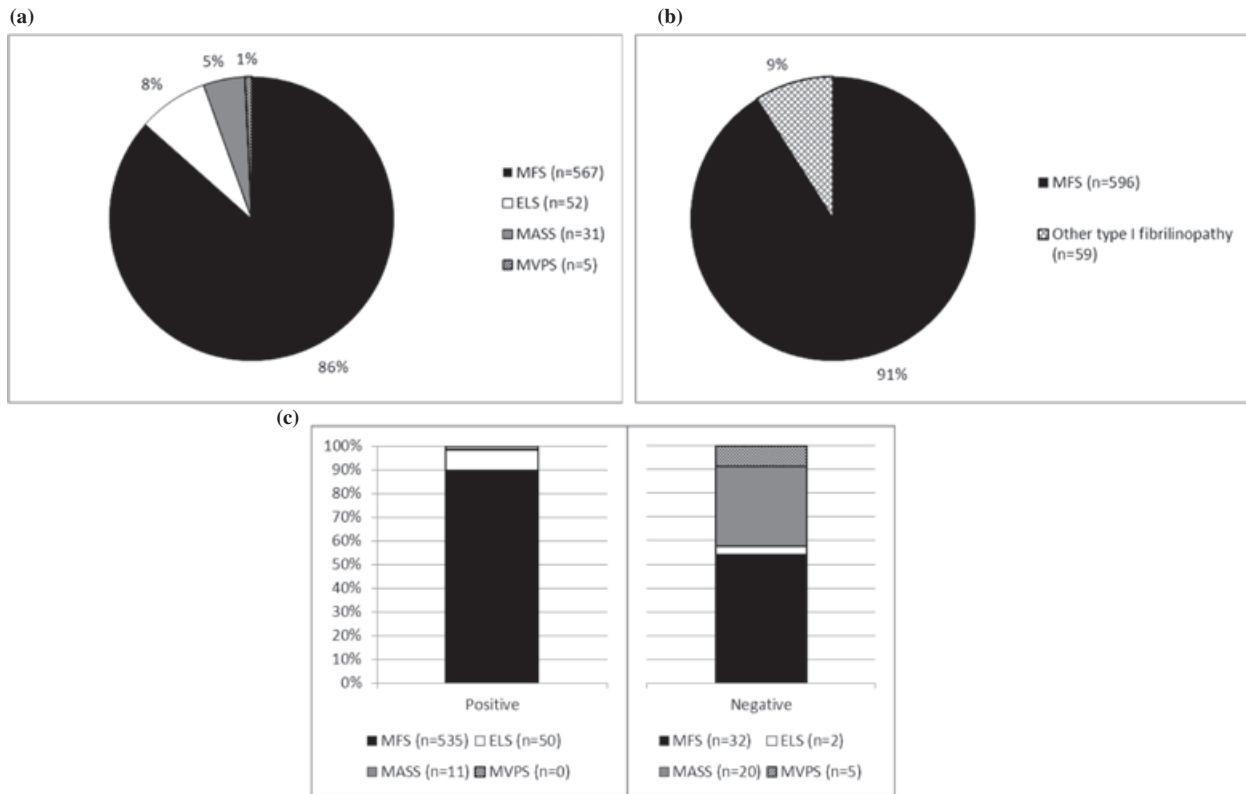 (a)
5%
1%
8%
86%
MFS (n=567)
ELS (n=52)
MASS (n=31)
MVPS (n=5)
(b)
9%
91%
MFS (n=596)
Other type I fibrilinopathy
(n=59)
(c)
100%
90%
80%
70%
60%
50%
40%
30%
20%
10%
0%
Positive
Negative
MFS (n=535) ELS (n=50)
MASS (n=11) MVPS (n=0)
MFS (n=32) ELS (n=2)
MASS (n=20) MVPS (n=5)